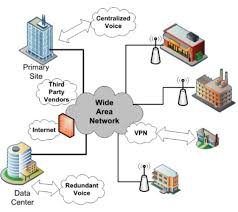 Centralized
Voice
Primary
Site
Third
Party
Vendors
Wide
Area
Network
Internet
VPN
Data
Center
Redundant
Voice